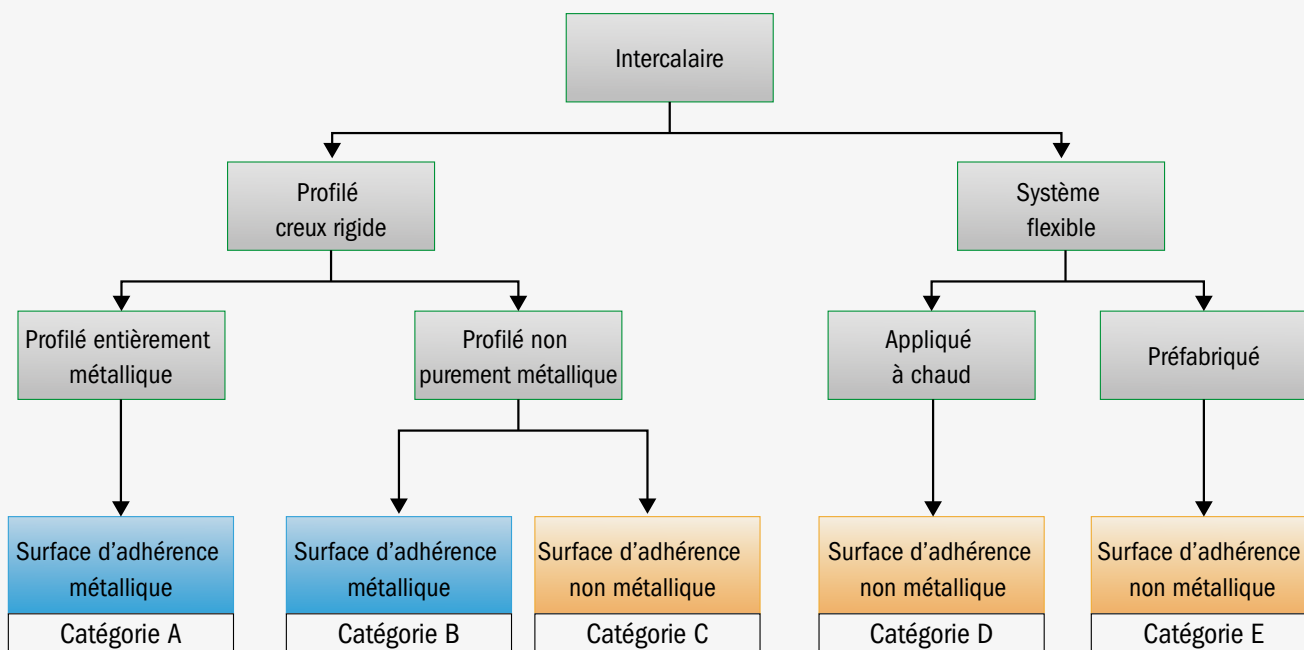 Intercalaire
Profilé
creux rigide
Système
flexible
Profilé entièrement
métallique
Profilé non
purement métallique
Appliqué
à chaud
Préfabriqué
Surface d'adhérence
métallique
Catégorie A
Surface d'adhérence
métallique
Catégorie B
Surface d'adhérence
non métallique
Catégorie C
Surface d'adhérence
non métallique
Catégorie D
Surface d'adhérence
non métallique
Catégorie E